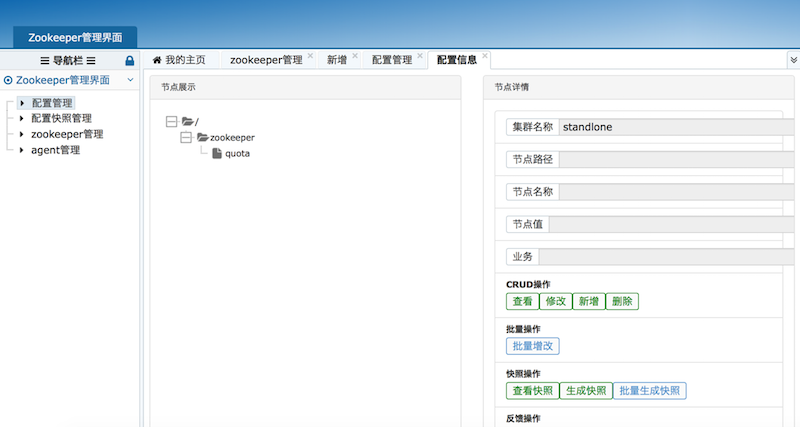 Zookeeper管理界面
导航栏
我的主页 zookeeper管理 新增 配置管理 配置信息
Zookeeper管理界面
配置管理
配置快照管理
zookeeper管理
agent管理
节点展示
/
zookeeper
quota
节点详情
集群名称 standlone
节点路径
节点名称
节点值
业务
CRUD操作
查看 修改 新增 删除
批量操作
批量增改
快照操作
查看快照 生成快照 批量生成快照
反馈操作